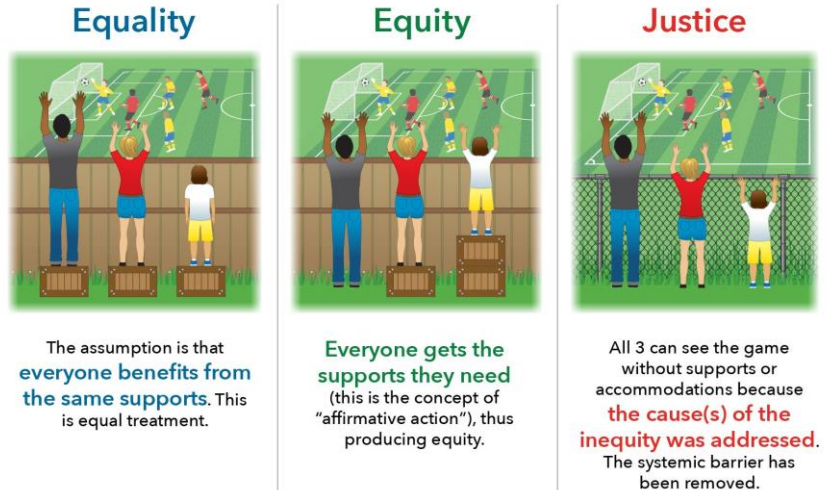 Equality
The assumption is that
everyone benefits from
the same supports. This
is equal treatment.
Equity
Everyone gets the
supports they need
(this is the concept of
“affirmative action”), thus
producing equity.
Justice
All 3 can see the game
without supports or
accommodations because
the cause(s) of the
inequity was addressed.
The systemic barrier has
been removed.